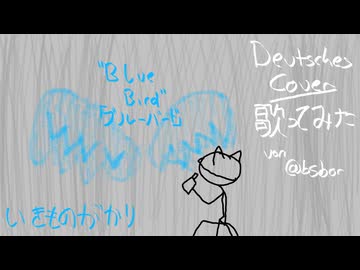 "Blue
Bird"
ブルーバード
いきものがかり
Deutsches
Cover
歌ってみた
von
@bsbor